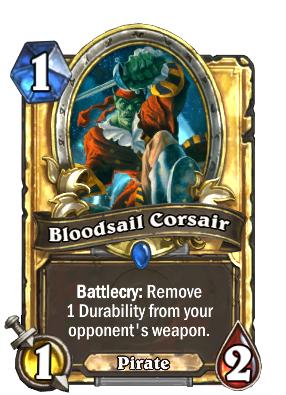 1
Bloodsail Corsair
Battlecry: Remove
1 Durability from your
opponent's weapon.
1
Pirate
2